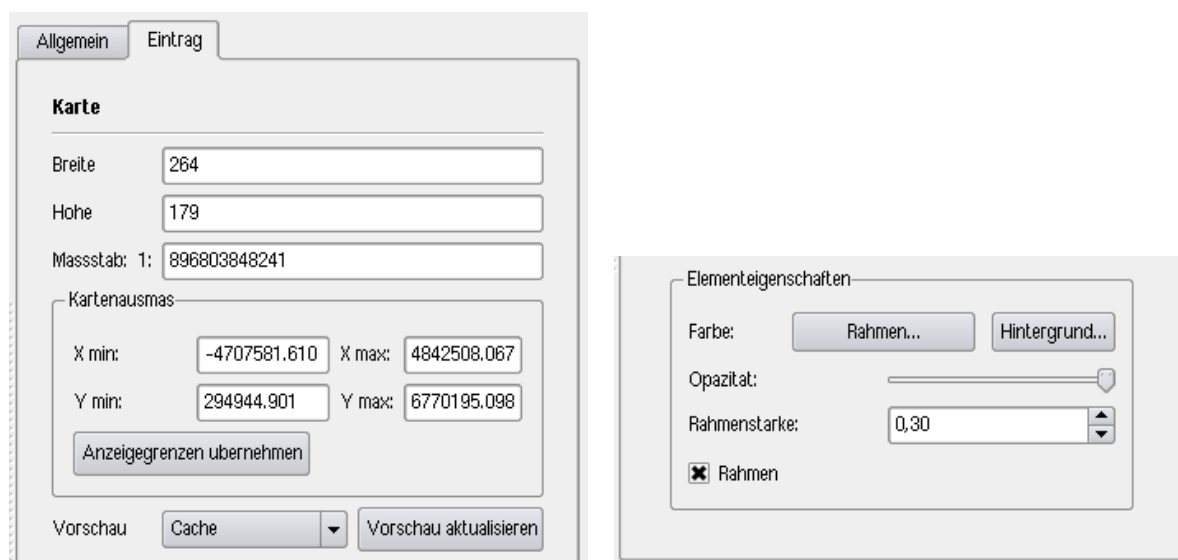 Allgemein Eintrag
Karte
Breite 264
Hohe 179
Massstab: 1: 896803848241
Kartenausmas
X min: -4707581.610 X max: 4842508.067
Y min: 294944.901 Y max: 6770195.098
Anzeigegrenzen ubernehmen
Vorschau Cache Vorschau aktualisieren
Elementeigenschaften
Farbe: Rahmen... Hintergrund...
Opazitat:
Rahmenstarke: 0,30
Rahmen